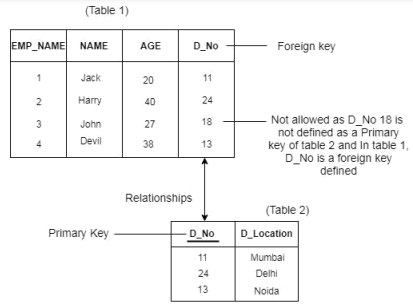 (Table 1)
EMP_NAME NAME AGE D_No Foreign key
1 Jack 20 11
2 Harry 40 24
3 John 27 18
4 Devil 38 13
Not allowed as D_No 18 is
not defined as a Primary
key of table 2 and In table 1,
D_No is a foreign key
defined
Relationships
(Table 2)
Primary Key D_No D_Location
11 Mumbai
24 Delhi
13 Noida